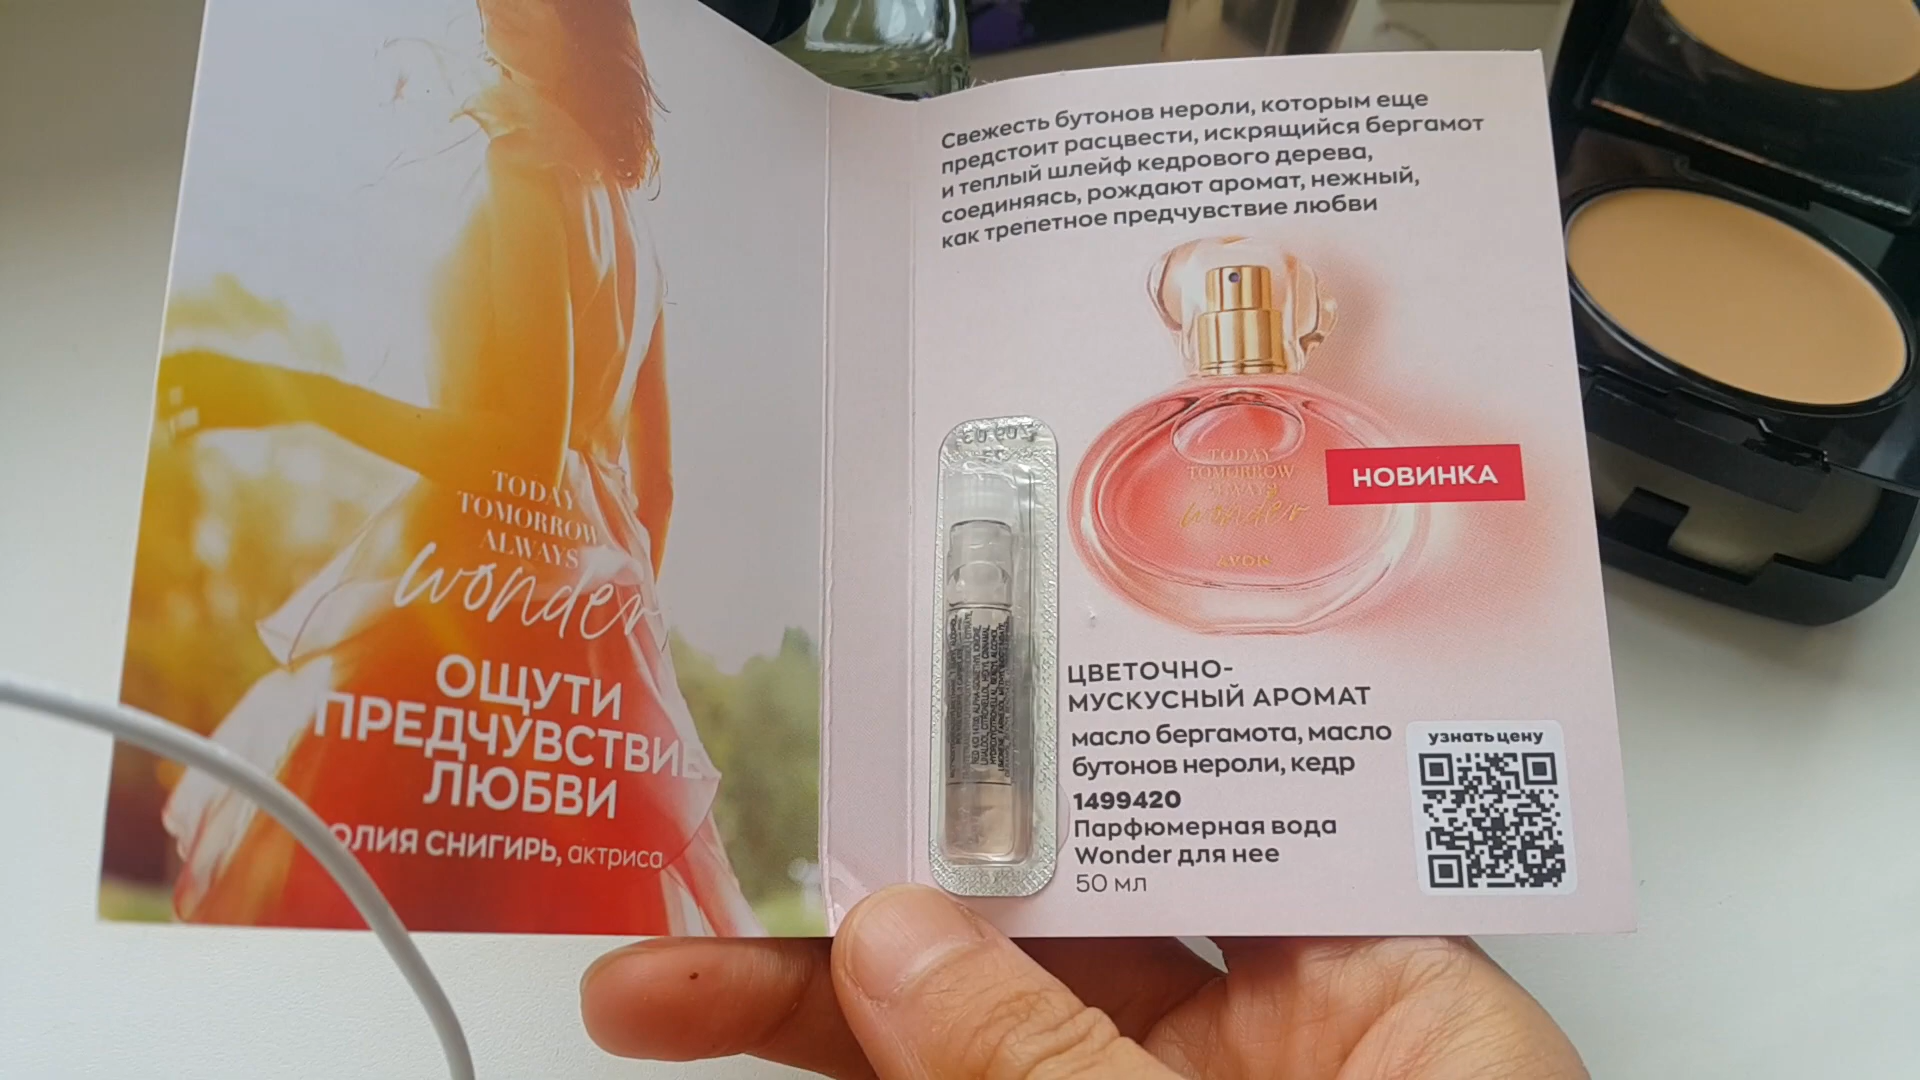 TODAY
TOMORROW
ALWAYS
wonder
ОЩУТИ
ПРЕДЧУВСТВИЕ
ЛЮБВИ
ЮЛИЯ СНИГИРЬ, актриса
Свежесть бутонов нероли, которым еще
предстоит расцвести, искрящийся бергамот
и теплый шлейф кедрового дерева,
соединяясь, рождают аромат, нежный,
как трепетное предчувствие любви
TODAY
TOMORROW
ALWAYS
wonder
AVON
НОВИНКА
ЦВЕТОЧНО-
МУСКУСНЫЙ АРОМАТ
масло бергамота, масло
бутонов нероли, кедр
1499420
Парфюмерная вода
Wonder для нее
50 мл
узнать цену